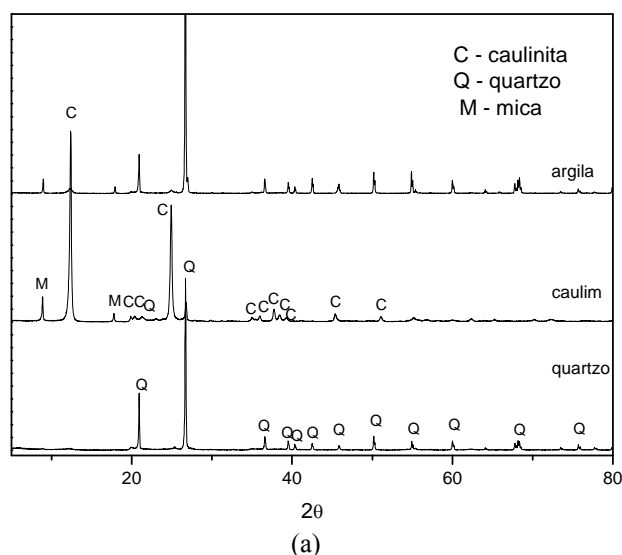 C - caulinita
Q - quartzo
M - mica
C
argila
C
Q
M
M C C Q
C C C C C
C
C
caulim
quartzo
Q
Q
Q Q Q Q Q Q Q Q Q
20 40 60 80
2θ
(a)